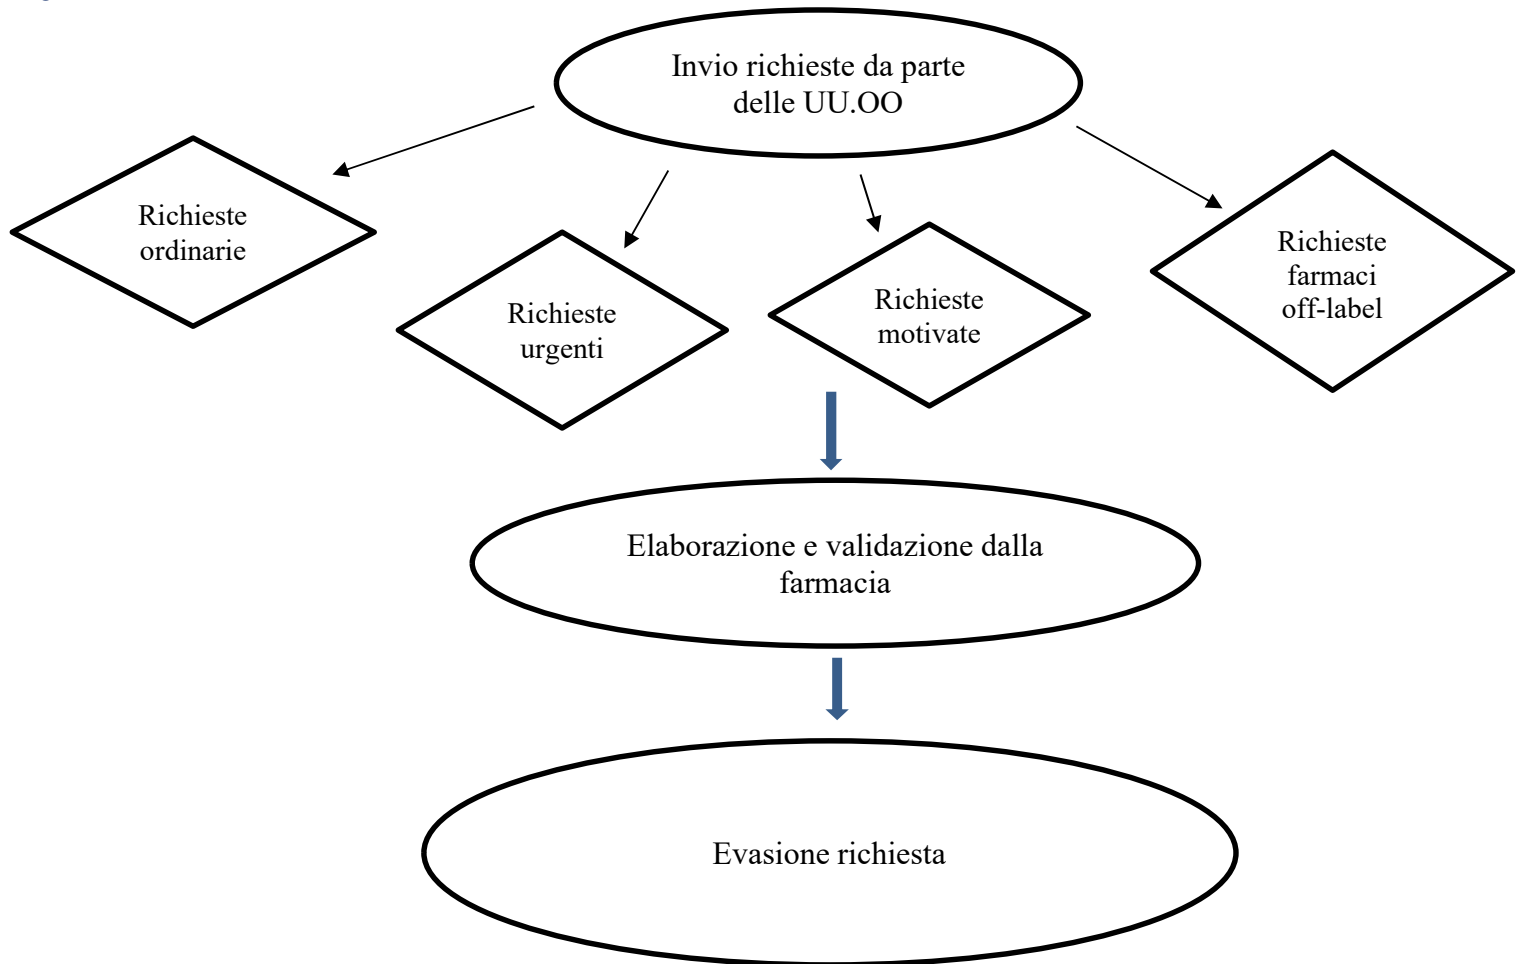 Invio richieste da parte
delle UU.OO
Richieste
ordinarie
Richieste
urgenti
Richieste
motivate
Richieste
farmaci
off-label
Elaborazione e validazione dalla
farmacia
Evasione richiesta